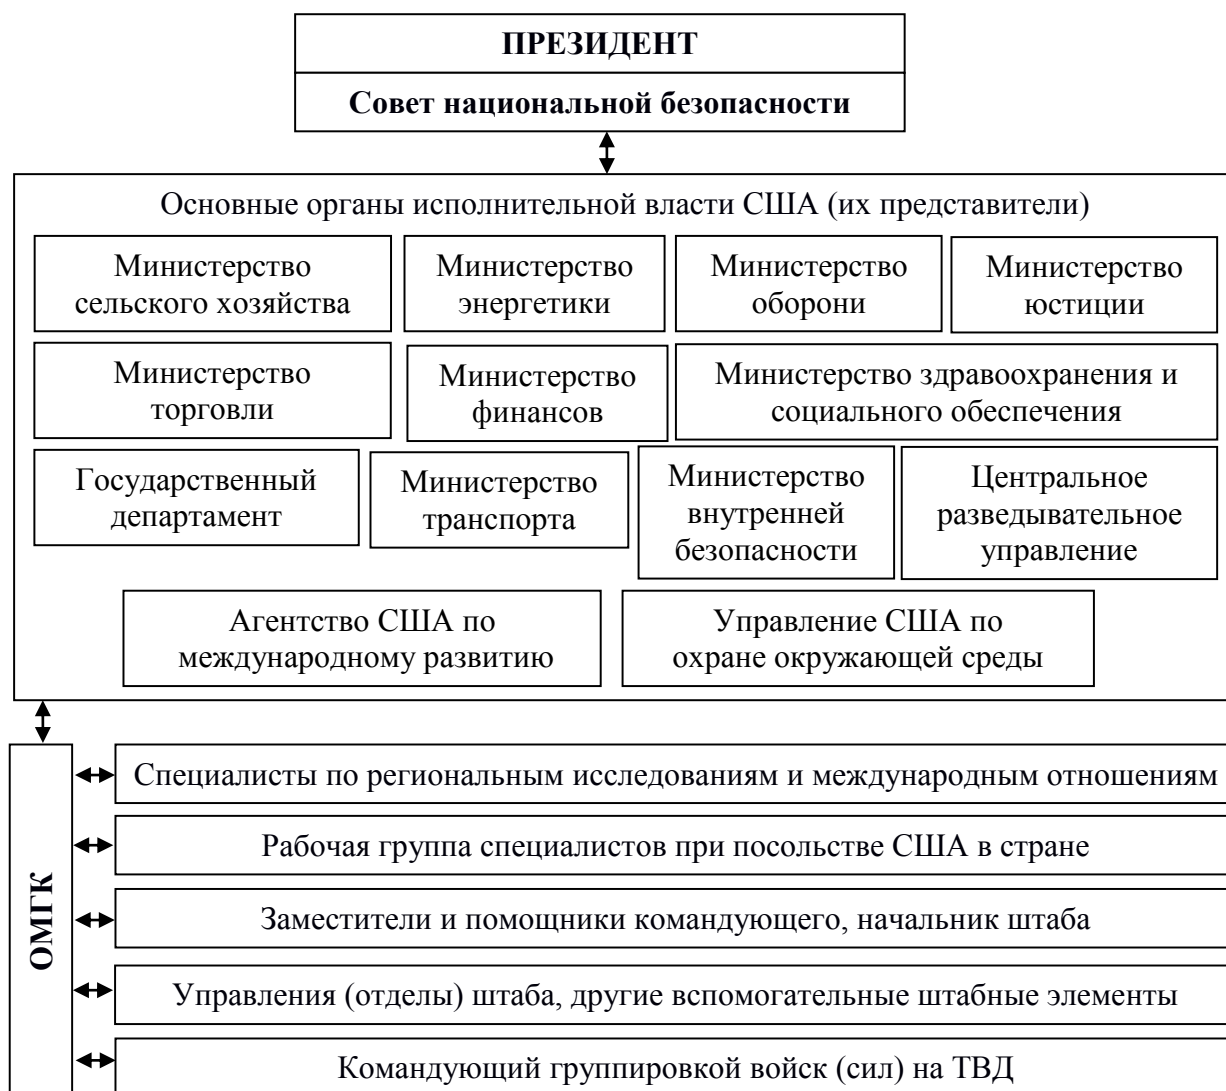 ПРЕЗИДЕНТ
Совет национальной безопасности
Основные органы исполнительной власти США (их представители)
Министерство
сельского хозяйства
Министерство
энергетики
Министерство
оборони
Министерство
юстиции
Министерство
торговли
Министерство
финансов
Министерство здравоохранения и
социального обеспечения
Государственный
департамент
Министерство
транспорта
Министерство
внутренней
безопасности
Центральное
разведывательное
управление
Агентство США по
международному развитию
Управление США по
охране окружающей среды
ОМГК
Специалисты по региональным исследованиям и международным отношениям
Рабочая группа специалистов при посольстве США в стране
Заместители и помощники командующего, начальник штаба
Управления (отделы) штаба, другие вспомогательные штабные элементы
Командующий группировкой войск (сил) на ТВД